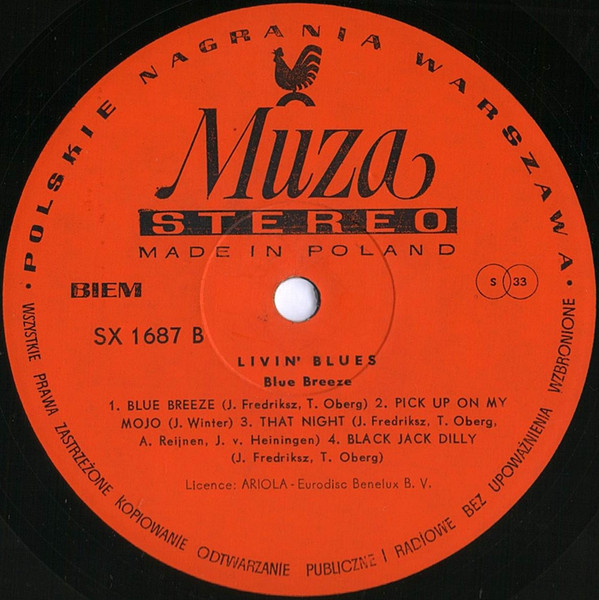 • POLSKIE NAGRANIA WARSZAWA •
Muza
STEREO
MADE IN POLAND
BIEM
S 33
SX 1687 B
LIVIN' BLUES
Blue Breeze
1. BLUE BREEZE (J. Fredriksz, T. Oberg) 2. PICK UP ON MY
MOJO (J. Winter) 3. THAT NIGHT (J. Fredriksz, T. Oberg,
A. Reijnen, J. v. Heiningen) 4. BLACK JACK DILLY
(J. Fredriksz, T. Oberg)
Licence: ARIOLA - Eurodisc Benelux B. V.
WSZYSTKIE PRAWA ZASTRZEŻONE KOPIOWANIE ODTWARZANIE PUBLICZNE I RADIOWE BEZ UPOWAŻNIENIA WZBRONIONE